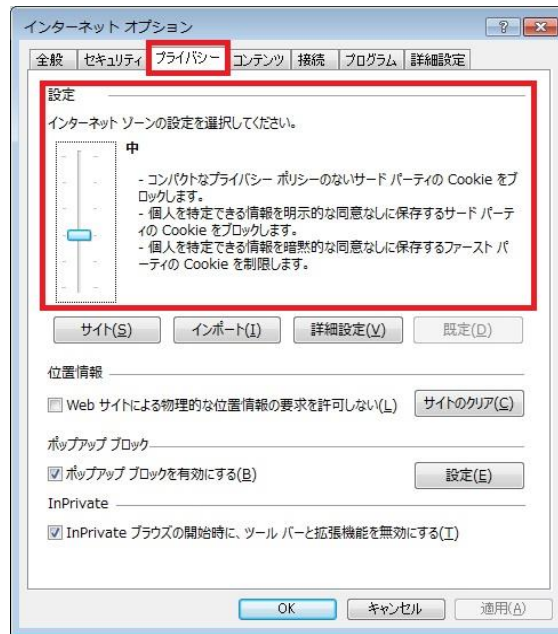 インターネット オプション
全般 セキュリティ プライバシー コンテンツ 接続 プログラム 詳細設定
設定
インターネット ゾーンの設定を選択してください。
中
- コンパクトなプライバシー ポリシーのないサード パーティの Cookie をブ
ロックします。
- 個人を特定できる情報を明示的な同意なしに保存するサード パーテ
ィの Cookie をブロックします。
- 個人を特定できる情報を暗黙的な同意なしに保存するファースト パ
ーティの Cookie を制限します。
サイト(S) インポート(I) 詳細設定(V) 既定(D)
位置情報
Web サイトによる物理的な位置情報の要求を許可しない(L) サイトのクリア(C)
ポップアップ ブロック
ポップアップ ブロックを有効にする(B) 設定(E)
InPrivate
InPrivate ブラウズの開始時に、ツール バーと拡張機能を無効にする(T)
OK キャンセル 適用(A)